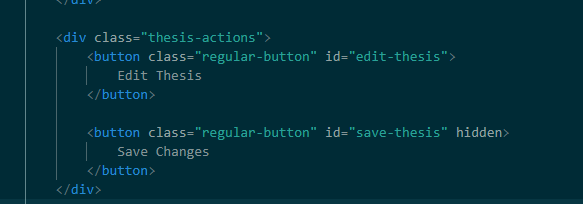 </div>
<div class="thesis-actions">
<button class="regular-button" id="edit-thesis">
Edit Thesis
</button>
<button class="regular-button" id="save-thesis" hidden>
Save Changes
</button>
</div>